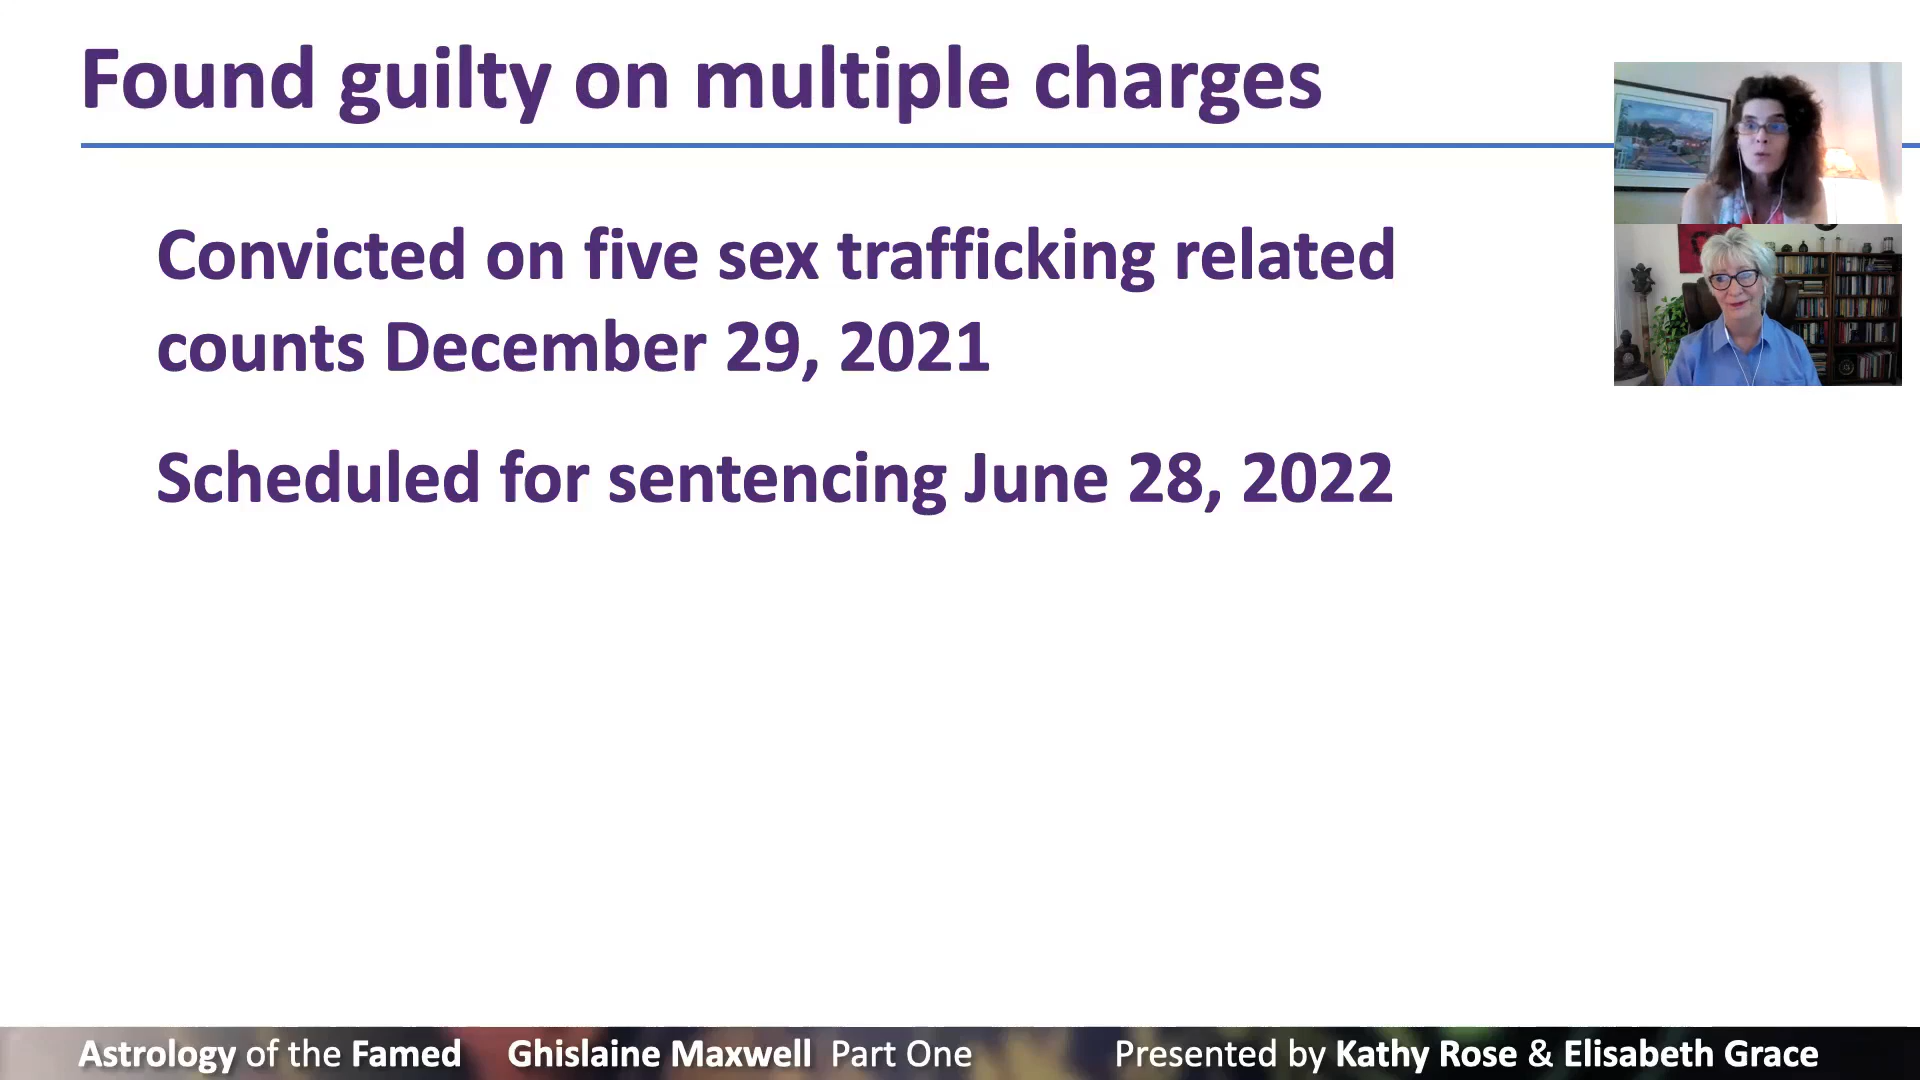 Found guilty on multiple charges
Convicted on five sex trafficking related
counts December 29, 2021
Scheduled for sentencing June 28, 2022
Astrology of the Famed Ghislaine Maxwell Part One Presented by Kathy Rose & Elisabeth Grace